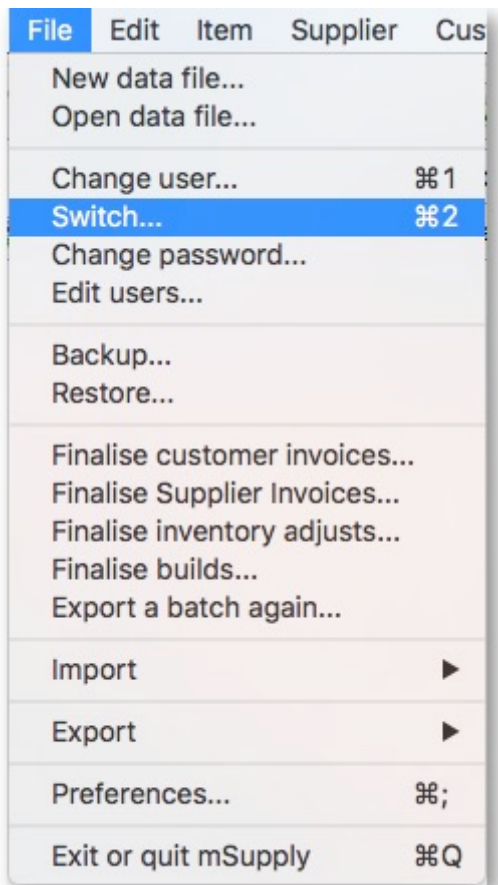 File Edit Item Supplier Cus
New data file...
Open data file...
Change user... ⌘1
Switch... ⌘2
Change password...
Edit users...
Backup...
Restore...
Finalise customer invoices...
Finalise Supplier Invoices...
Finalise inventory adjusts...
Finalise builds...
Export a batch again...
Import ▶
Export ▶
Preferences... ⌘;
Exit or quit mSupply ⌘Q